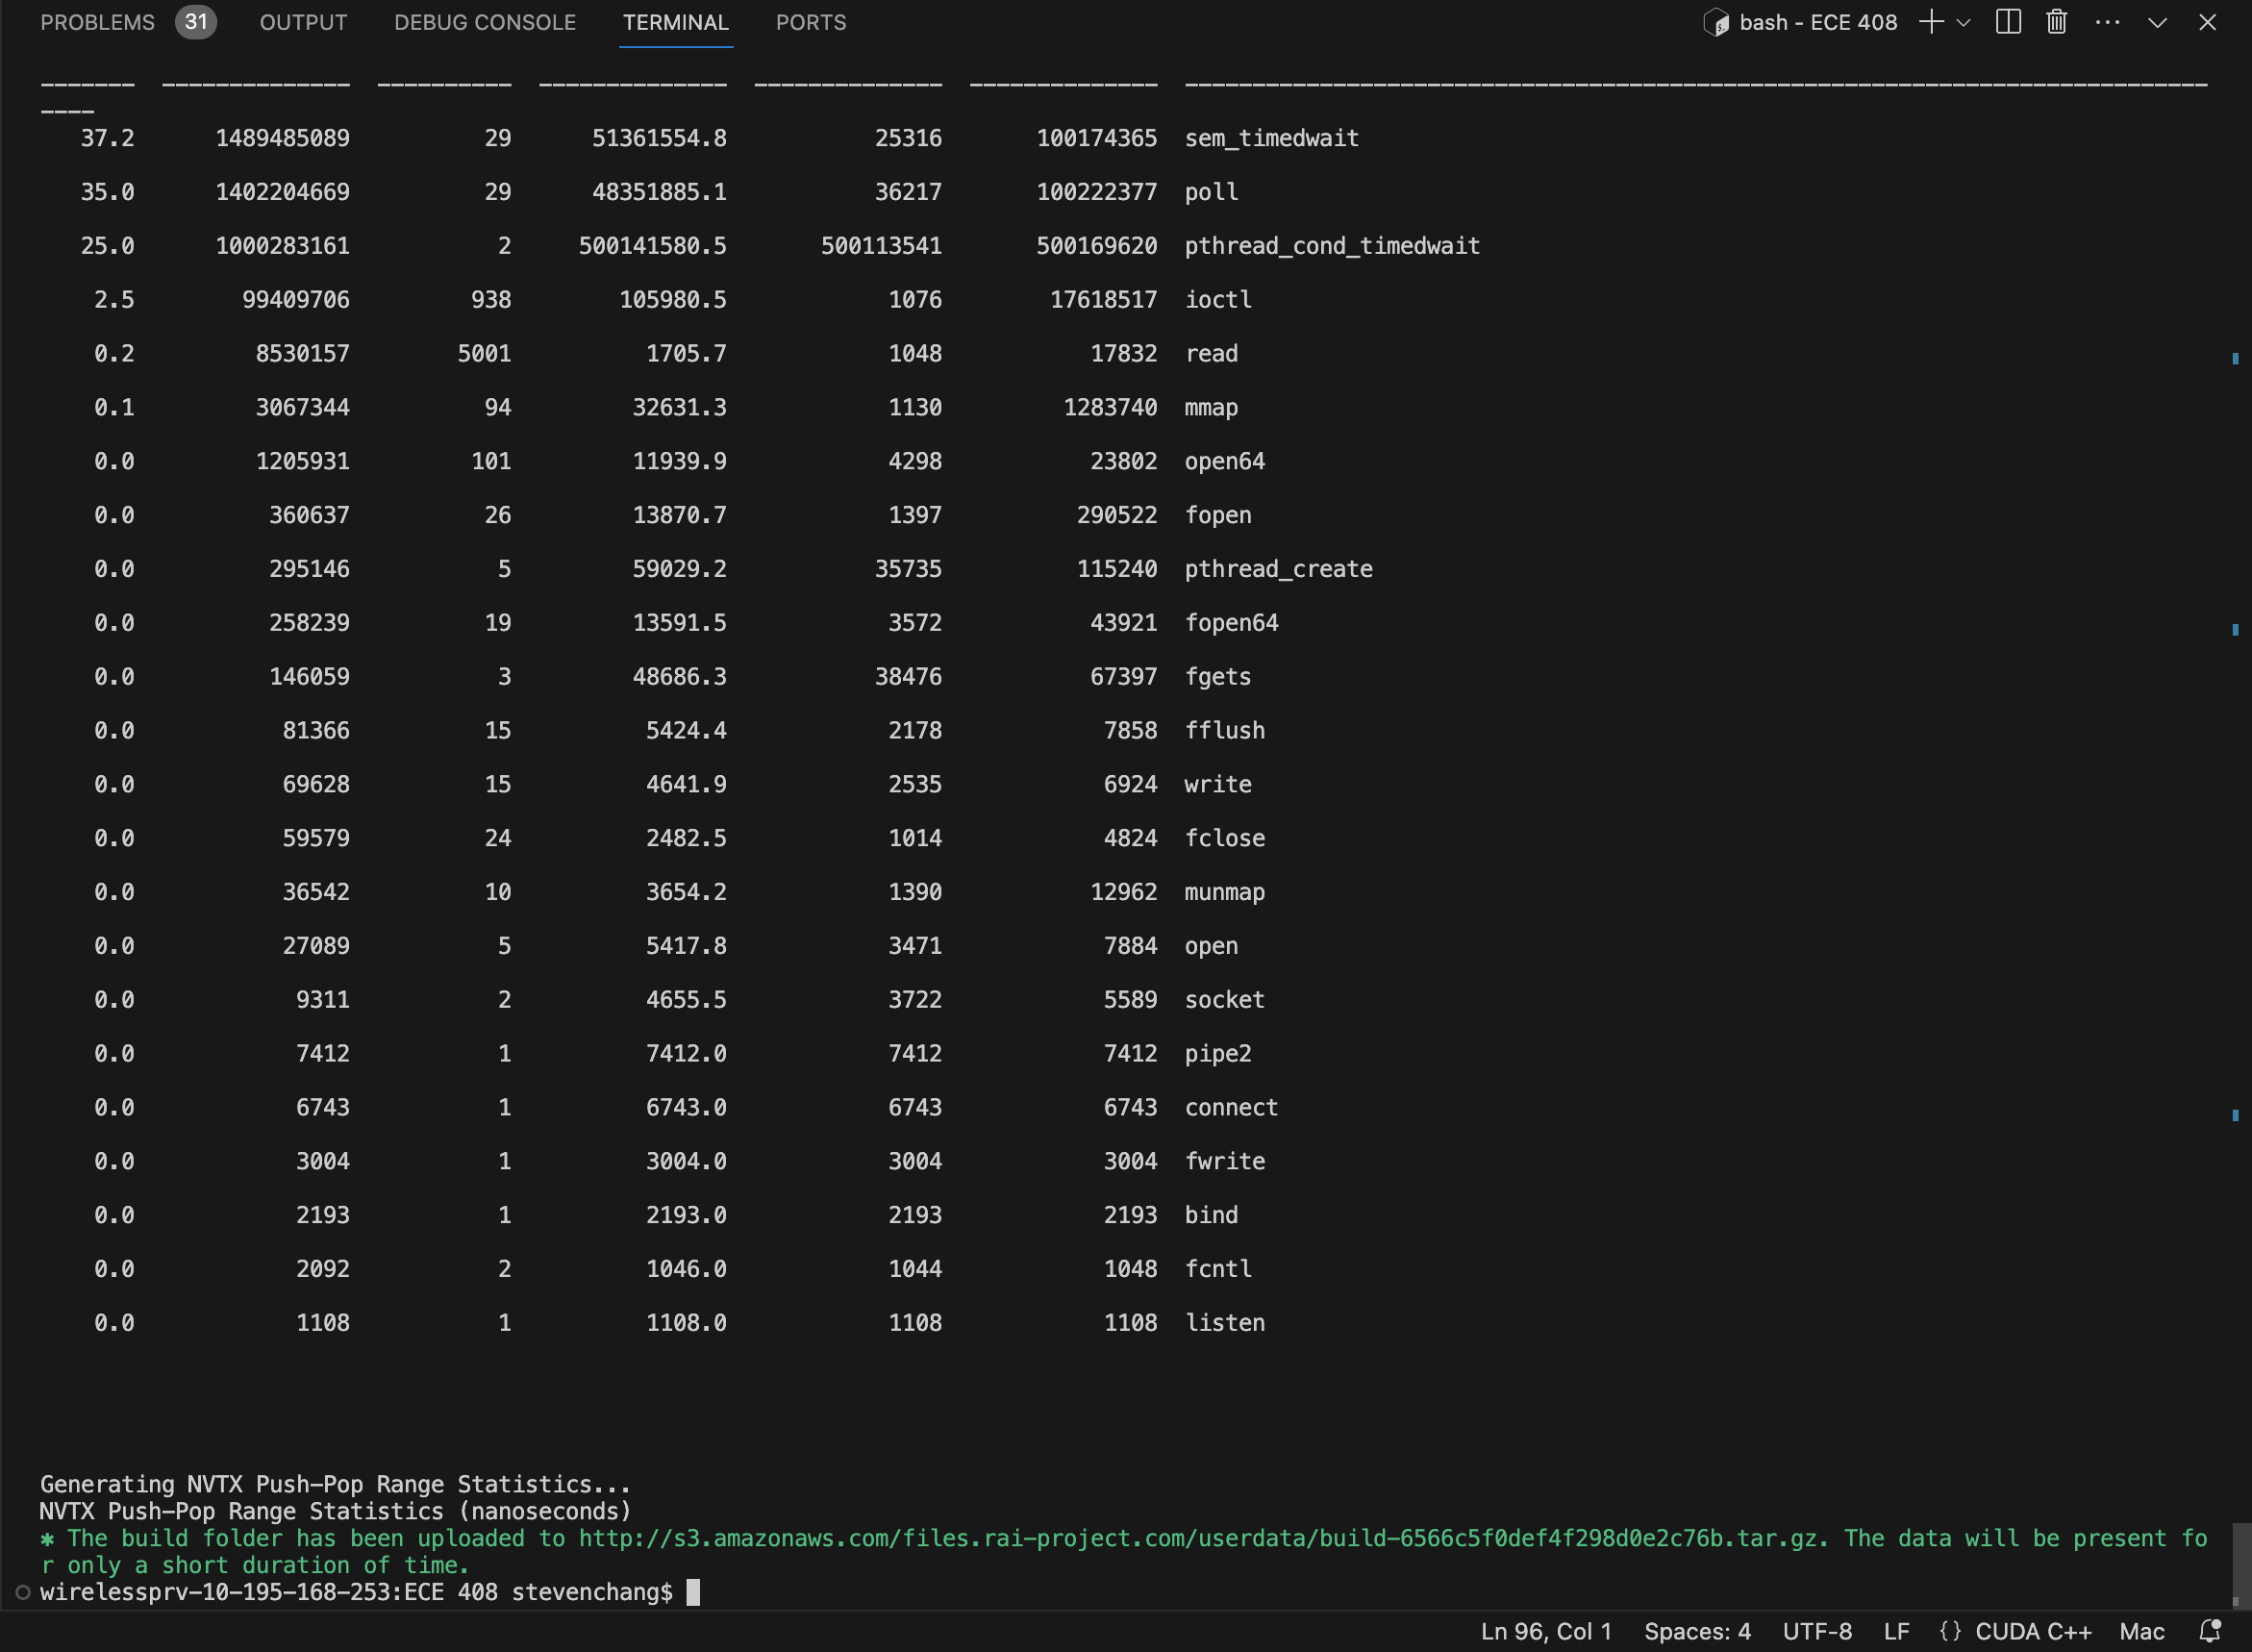 PROBLEMS 31 OUTPUT DEBUG CONSOLE TERMINAL PORTS bash - ECE 408
------- -------------- ---------- -------------- -------------- -------------- ----------------------------------------------------------------------------
----
37.2 1489485089 29 51361554.8 25316 100174365 sem_timedwait
35.0 1402204669 29 48351885.1 36217 100222377 poll
25.0 1000283161 2 500141580.5 500113541 500169620 pthread_cond_timedwait
2.5 99409706 938 105980.5 1076 17618517 ioctl
0.2 8530157 5001 1705.7 1048 17832 read
0.1 3067344 94 32631.3 1130 1283740 mmap
0.0 1205931 101 11939.9 4298 23802 open64
0.0 360637 26 13870.7 1397 290522 fopen
0.0 295146 5 59029.2 35735 115240 pthread_create
0.0 258239 19 13591.5 3572 43921 fopen64
0.0 146059 3 48686.3 38476 67397 fgets
0.0 81366 15 5424.4 2178 7858 fflush
0.0 69628 15 4641.9 2535 6924 write
0.0 59579 24 2482.5 1014 4824 fclose
0.0 36542 10 3654.2 1390 12962 munmap
0.0 27089 5 5417.8 3471 7884 open
0.0 9311 2 4655.5 3722 5589 socket
0.0 7412 1 7412.0 7412 7412 pipe2
0.0 6743 1 6743.0 6743 6743 connect
0.0 3004 1 3004.0 3004 3004 fwrite
0.0 2193 1 2193.0 2193 2193 bind
0.0 2092 2 1046.0 1044 1048 fcntl
0.0 1108 1 1108.0 1108 1108 listen
Generating NVTX Push-Pop Range Statistics...
NVTX Push-Pop Range Statistics (nanoseconds)
✱ The build folder has been uploaded to http://s3.amazonaws.com/files.rai-project.com/userdata/build-6566c5f0def4f298d0e2c76b.tar.gz. The data will be present fo
r only a short duration of time.
wirelessprv-10-195-168-253:ECE 408 stevenchang$
Ln 96, Col 1 Spaces: 4 UTF-8 LF {} CUDA C++ Mac